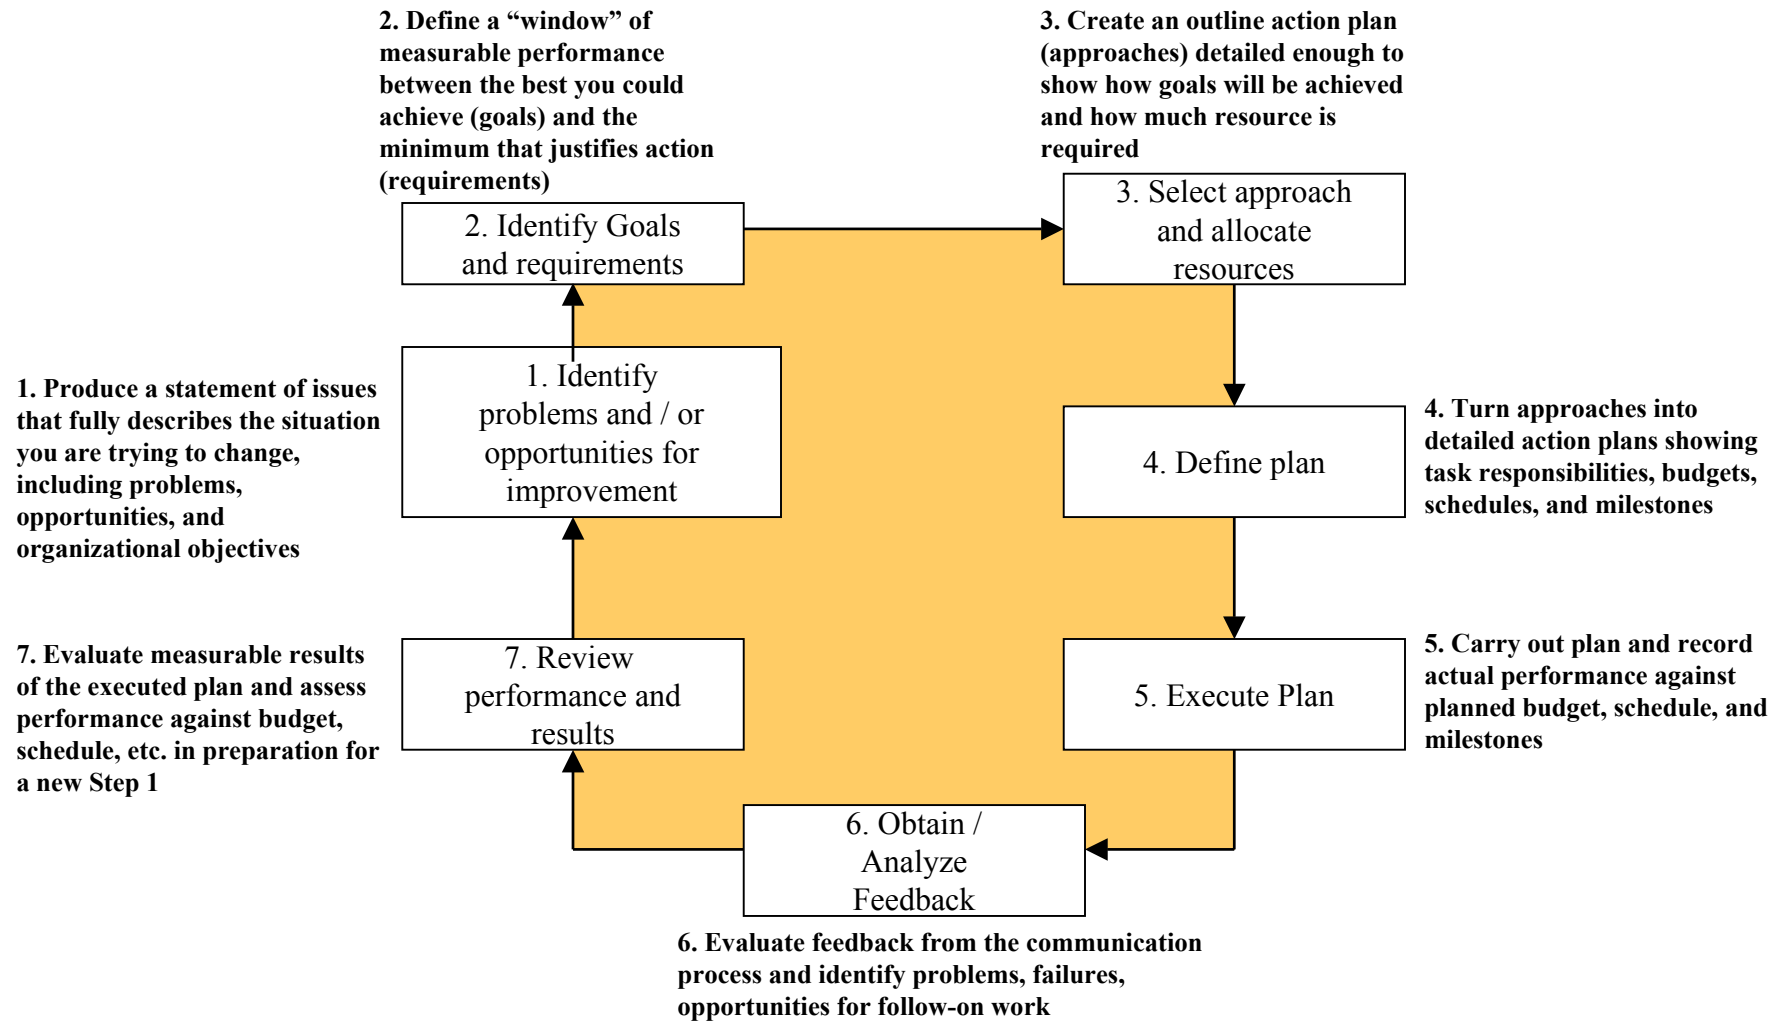 2. Define a “window” of
measurable performance
between the best you could
achieve (goals) and the
minimum that justifies action
(requirements)
3. Create an outline action plan
(approaches) detailed enough to
show how goals will be achieved
and how much resource is
required
2. Identify Goals
and requirements
3. Select approach
and allocate
resources
1. Produce a statement of issues
that fully describes the situation
you are trying to change,
including problems,
opportunities, and
organizational objectives
1. Identify
problems and / or
opportunities for
improvement
4. Define plan
4. Turn approaches into
detailed action plans showing
task responsibilities, budgets,
schedules, and milestones
7. Evaluate measurable results
of the executed plan and assess
performance against budget,
schedule, etc. in preparation for
a new Step 1
7. Review
performance and
results
5. Execute Plan
5. Carry out plan and record
actual performance against
planned budget, schedule, and
milestones
6. Obtain /
Analyze
Feedback
6. Evaluate feedback from the communication
process and identify problems, failures,
opportunities for follow-on work